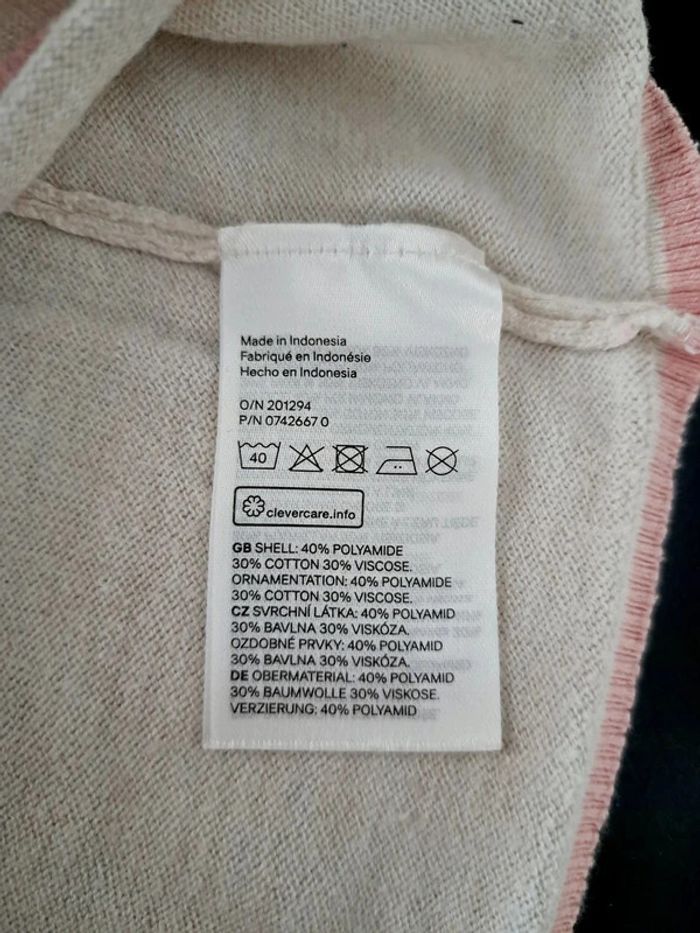 Made in Indonesia
Fabriqué en Indonésie
Hecho en Indonesia
O/N 201294
P/N 0742667 0
40
clevercare.info
GB SHELL: 40% POLYAMIDE
30% COTTON 30% VISCOSE.
ORNAMENTATION: 40% POLYAMIDE
30% COTTON 30% VISCOSE.
CZ SVRCHNÍ LÁTKA: 40% POLYAMID
30% BAVLNA 30% VISKÓZA.
OZDOBNÉ PRVKY: 40% POLYAMID
30% BAVLNA 30% VISKÓZA.
DE OBERMATERIAL: 40% POLYAMID
30% BAUMWOLLE 30% VISKOSE.
VERZIERUNG: 40% POLYAMID